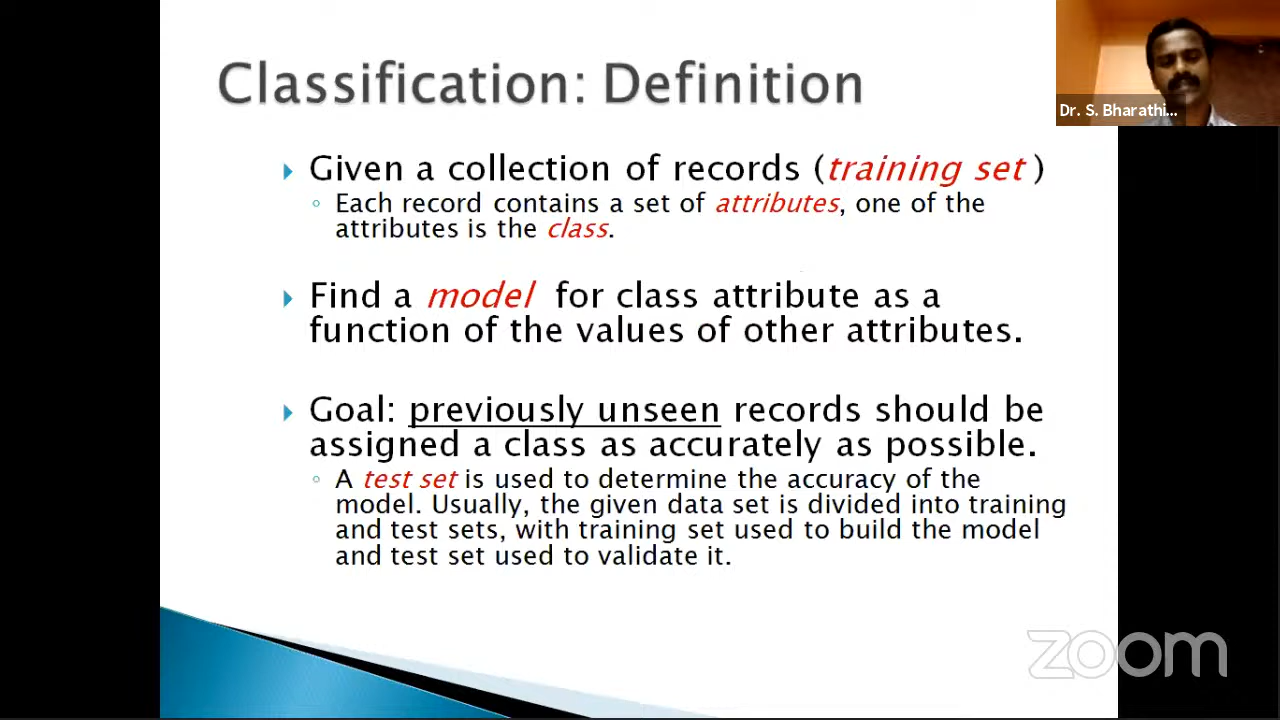 Classification: Definition
Dr. S. Bharathi...
Given a collection of records (training set )
Each record contains a set of attributes, one of the
attributes is the class.
Find a model for class attribute as a
function of the values of other attributes.
Goal: previously unseen records should be
assigned a class as accurately as possible.
A test set is used to determine the accuracy of the
model. Usually, the given data set is divided into training
and test sets, with training set used to build the model
and test set used to validate it.
zoom